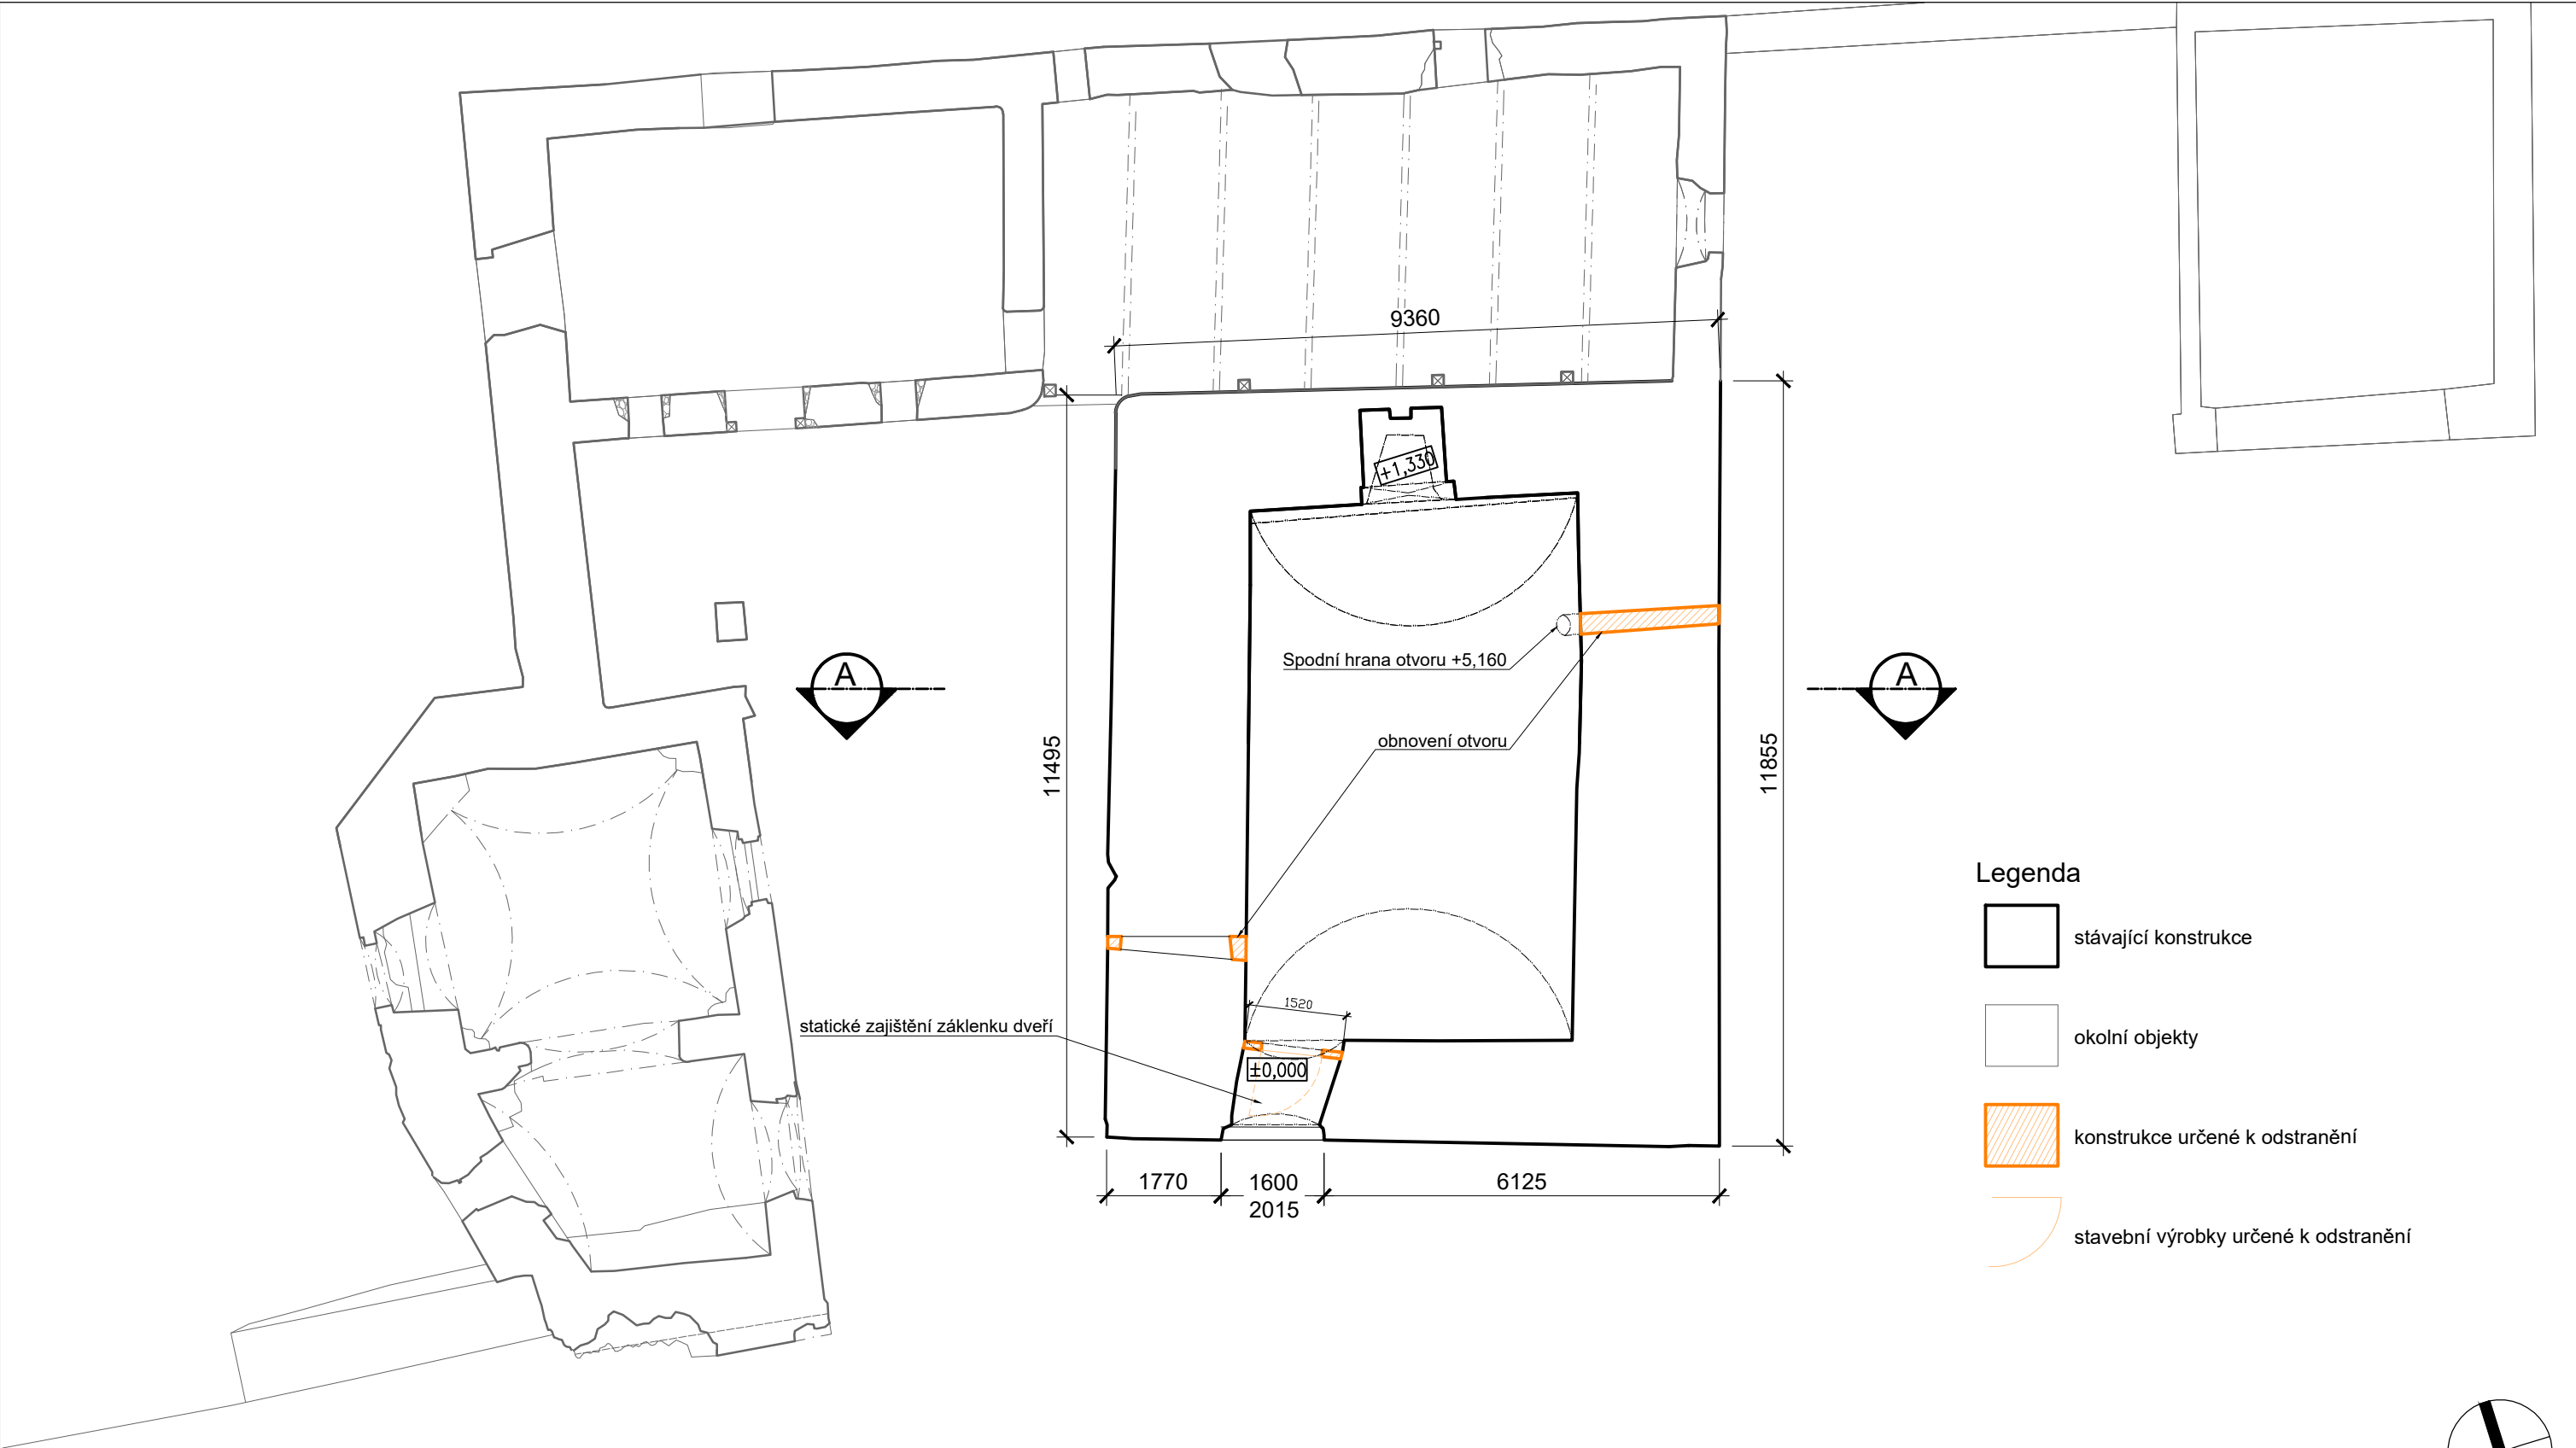 9360
+1,330
Spodní hrana otvoru +5,160
A
A
obnovení otvoru
11495
11855
Legenda
stávající konstrukce
1520
statické zajištění záklenku dveří
okolní objekty
±0,000
konstrukce určené k odstranění
1770
1600
2015
6125
stavební výrobky určené k odstranění